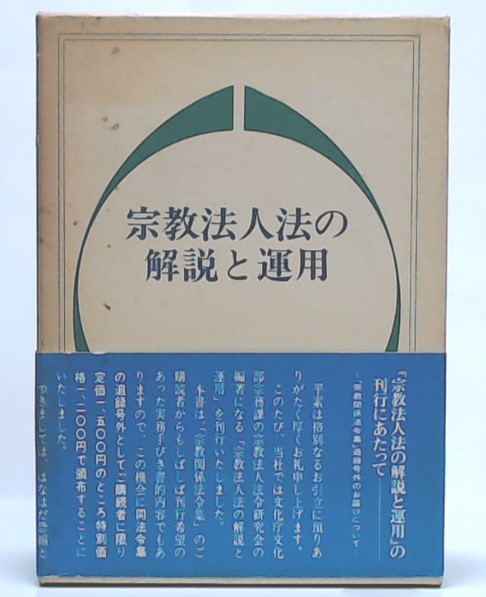 宗教法人法の
解説と運用
『宗教法人法の解説と運用』の
刊行にあたって
―「宗教関係法令集」追録号外のお届けについて
平素は格別なるお引立に預りあ
りがたく厚くお礼申し上げます。
このたび、当社では文化庁文化
部宗務課の宗教法人法令研究会の
編著になる「宗教法人法の解説と
運用」を刊行いたしました。
本書は、「宗教関係法令集」のご
購読者からもしばしば刊行希望の
あった実務手びき書的内容でもあ
りますので、この機会に同法令集
の追録号外としてご購読者に限り
定価一、五〇〇円のところ特別価
格一、二〇〇円で頒布することに
いたしました。
つきましては、はなはだ恐縮と